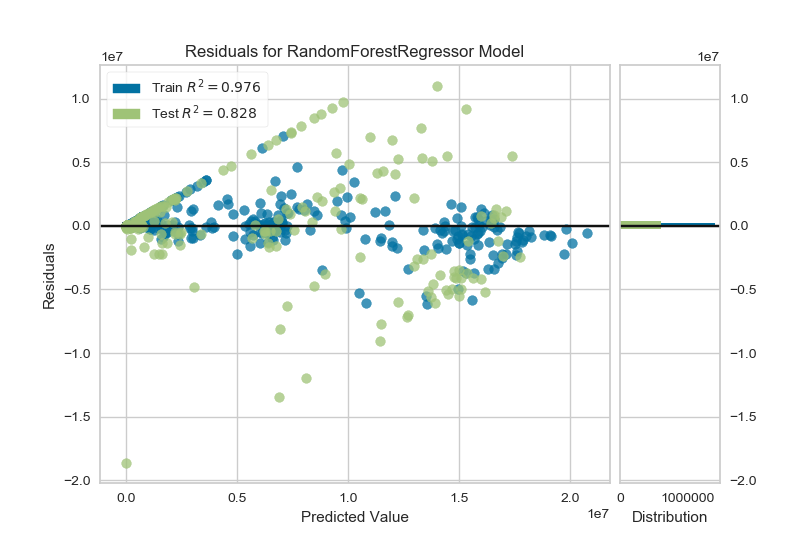 Residuals for RandomForestRegressor Model
1e7
1e7
Train R² = 0.976
Test R² = 0.828
1.0
0.5
0.0
−0.5
−1.0
−1.5
−2.0
Residuals
1.0
0.5
0.0
−0.5
−1.0
−1.5
−2.0
0.0 0.5 1.0 1.5 2.0
1e7
Predicted Value
0 1000000
Distribution